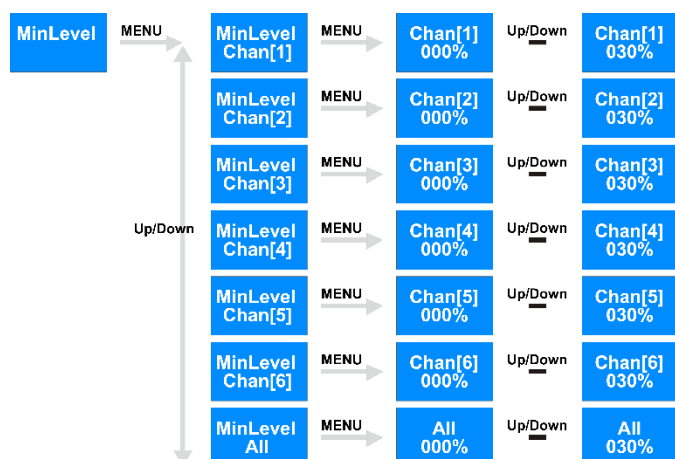 MinLevel MENU MinLevel Chan[1] MENU Chan[1] 000% Up/Down Chan[1] 030%
MinLevel Chan[2] MENU Chan[2] 000% Up/Down Chan[2] 030%
MinLevel Chan[3] MENU Chan[3] 000% Up/Down Chan[3] 030%
Up/Down
MinLevel Chan[4] MENU Chan[4] 000% Up/Down Chan[4] 030%
MinLevel Chan[5] MENU Chan[5] 000% Up/Down Chan[5] 030%
MinLevel Chan[6] MENU Chan[6] 000% Up/Down Chan[6] 030%
MinLevel All MENU All 000% Up/Down All 030%